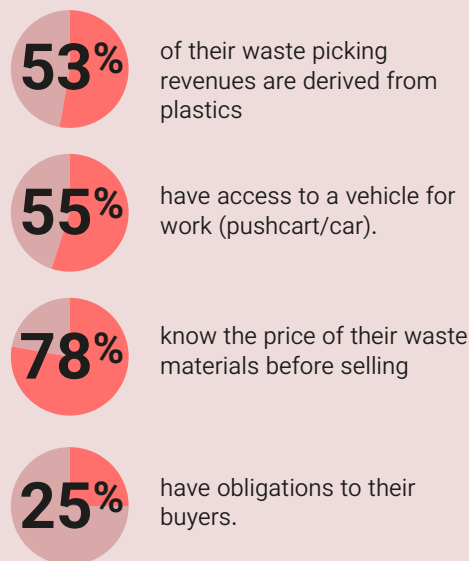 53%
of their waste picking
revenues are derived from
plastics
55%
have access to a vehicle for
work (pushcart/car).
78%
know the price of their waste
materials before selling
25%
have obligations to their
buyers.